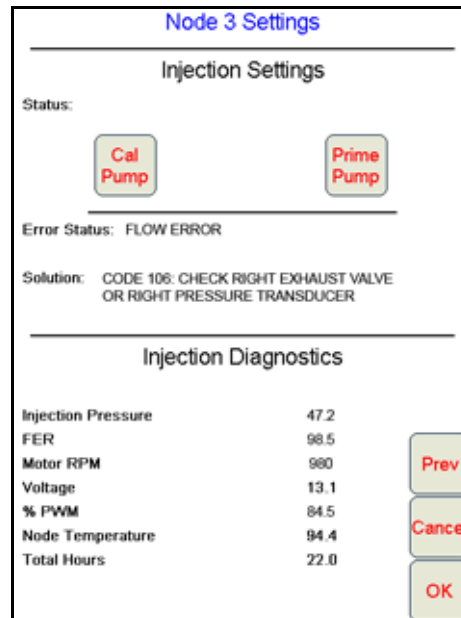 Node 3 Settings
Injection Settings
Status:
Cal
Pump
Prime
Pump
Error Status: FLOW ERROR
Solution: CODE 106: CHECK RIGHT EXHAUST VALVE
OR RIGHT PRESSURE TRANSDUCER
Injection Diagnostics
Injection Pressure 47.2
FER 98.5
Motor RPM 980
Voltage 13.1
% PWM 84.5
Node Temperature 94.4
Total Hours 22.0
Prev
Cance
OK